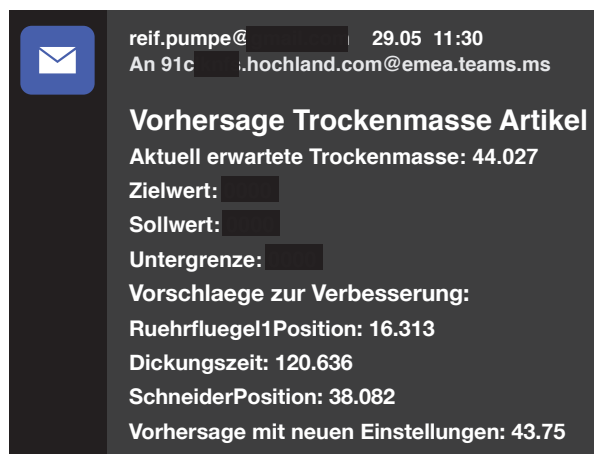 reif.pumpe@ 29.05 11:30
An 91c .hochland.com@emea.teams.ms
Vorhersage Trockenmasse Artikel
Aktuell erwartete Trockenmasse: 44.027
Zielwert:
Sollwert:
Untergrenze:
Vorschlaege zur Verbesserung:
Ruehrfluegel1Position: 16.313
Dickungszeit: 120.636
SchneiderPosition: 38.082
Vorhersage mit neuen Einstellungen: 43.75